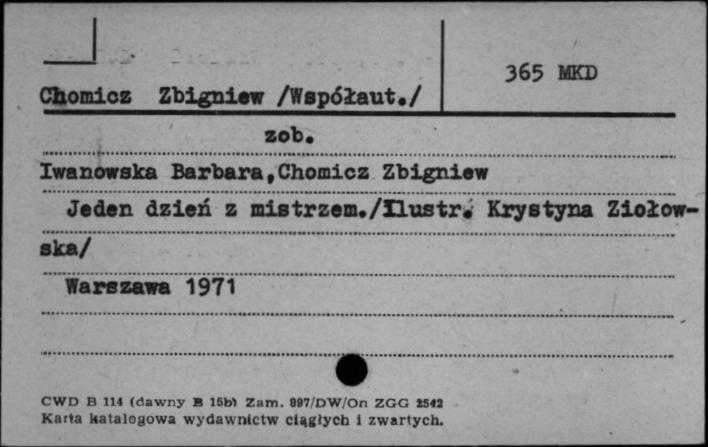 365 MKD
Chomicz Zbigniew /Współaut./
zob.
Iwanowska Barbara,Chomicz Zbigniew
Jeden dzień z mistrzem./Ilustr. Krystyna Ziołow-
ska/
Warszawa 1971
CWD B 114 (dawny B 15b) Zam. 997/DW/On ZGG 2542
Karta katalogowa wydawnictw ciągłych i zwartych.